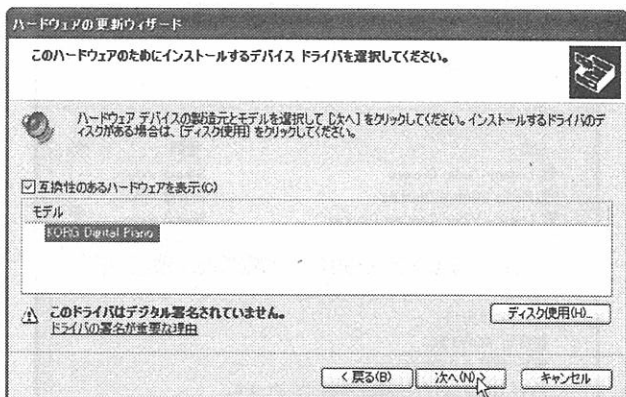 ハードウェアの更新ウィザード
このハードウェアのためにインストールするデバイス ドライバを選択してください。
ハードウェア デバイスの製造元とモデルを選択して [次へ] をクリックしてください。インストールするドライバのデ
ィスクがある場合は、[ディスク使用] をクリックしてください。
互換性のあるハードウェアを表示(C)
モデル
KORG Digital Piano
このドライバはデジタル署名されていません。
ディスク使用(H)...
ドライバの署名が重要な理由
< 戻る(B)
次へ(N) >
キャンセル